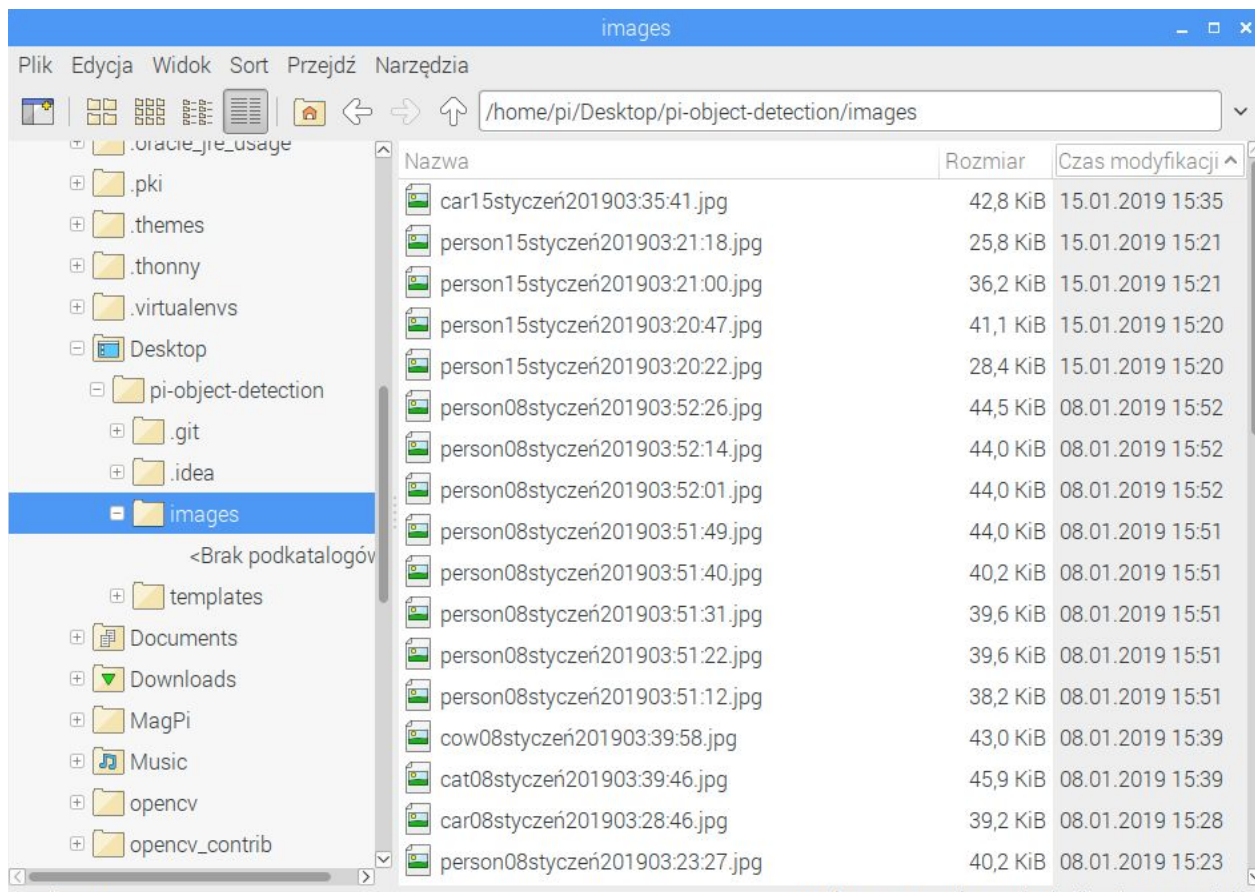 images
Plik Edycja Widok Sort Przejdź Narzędzia
/home/pi/Desktop/pi-object-detection/images
.oracle_jre_usage
.pki
.themes
.thonny
.virtualenvs
Desktop
pi-object-detection
.git
.idea
images
<Brak podkatalogów
templates
Documents
Downloads
MagPi
Music
opencv
opencv_contrib
Nazwa Rozmiar Czas modyfikacji
car15styczeń201903:35:41.jpg 42,8 KiB 15.01.2019 15:35
person15styczeń201903:21:18.jpg 25,8 KiB 15.01.2019 15:21
person15styczeń201903:21:00.jpg 36,2 KiB 15.01.2019 15:21
person15styczeń201903:20:47.jpg 41,1 KiB 15.01.2019 15:20
person15styczeń201903:20:22.jpg 28,4 KiB 15.01.2019 15:20
person08styczeń201903:52:26.jpg 44,5 KiB 08.01.2019 15:52
person08styczeń201903:52:14.jpg 44,0 KiB 08.01.2019 15:52
person08styczeń201903:52:01.jpg 44,0 KiB 08.01.2019 15:52
person08styczeń201903:51:49.jpg 44,0 KiB 08.01.2019 15:51
person08styczeń201903:51:40.jpg 40,2 KiB 08.01.2019 15:51
person08styczeń201903:51:31.jpg 39,6 KiB 08.01.2019 15:51
person08styczeń201903:51:22.jpg 39,6 KiB 08.01.2019 15:51
person08styczeń201903:51:12.jpg 38,2 KiB 08.01.2019 15:51
cow08styczeń201903:39:58.jpg 43,0 KiB 08.01.2019 15:39
cat08styczeń201903:39:46.jpg 45,9 KiB 08.01.2019 15:39
car08styczeń201903:28:46.jpg 39,2 KiB 08.01.2019 15:28
person08styczeń201903:23:27.jpg 40,2 KiB 08.01.2019 15:23